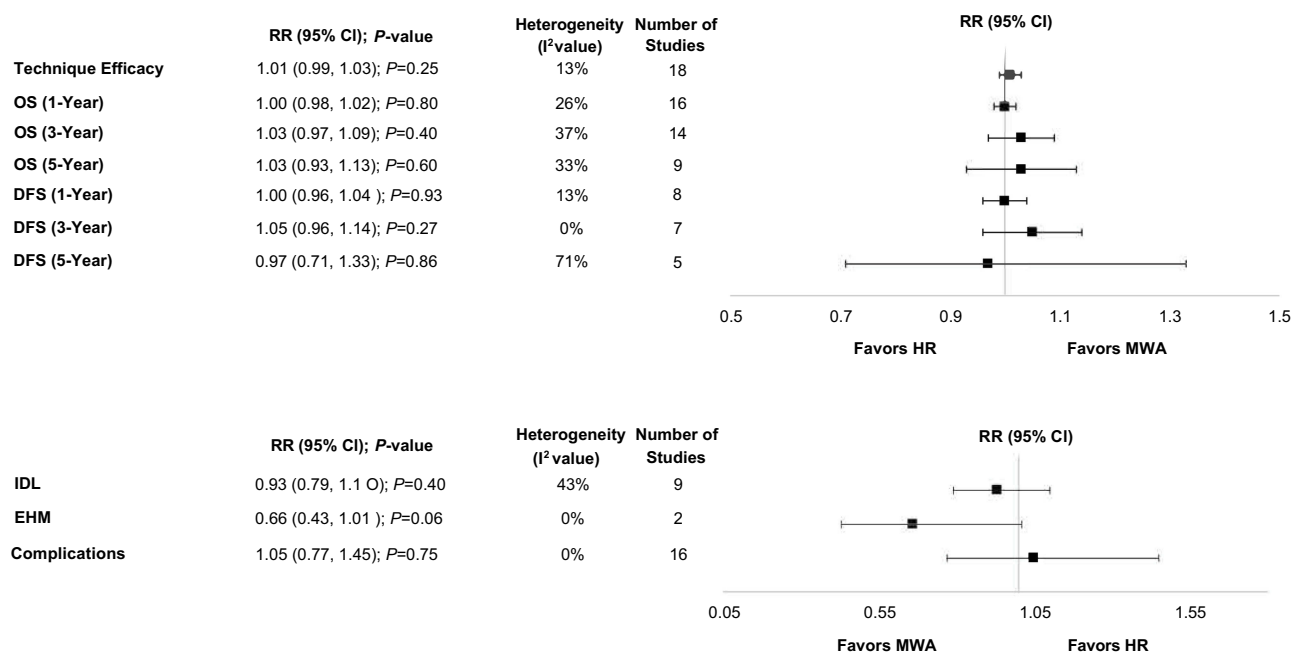 RR (95% CI); P-value Heterogeneity (I² value) Number of Studies RR (95% CI)
Technique Efficacy 1.01 (0.99, 1.03); P=0.25 13% 18
OS (1-Year) 1.00 (0.98, 1.02); P=0.80 26% 16
OS (3-Year) 1.03 (0.97, 1.09); P=0.40 37% 14
OS (5-Year) 1.03 (0.93, 1.13); P=0.60 33% 9
DFS (1-Year) 1.00 (0.96, 1.04 ); P=0.93 13% 8
DFS (3-Year) 1.05 (0.96, 1.14); P=0.27 0% 7
DFS (5-Year) 0.97 (0.71, 1.33); P=0.86 71% 5
0.5 0.7 0.9 1.1 1.3 1.5
Favors HR Favors MWA
RR (95% CI); P-value Heterogeneity (I² value) Number of Studies RR (95% CI)
IDL 0.93 (0.79, 1.1 O); P=0.40 43% 9
EHM 0.66 (0.43, 1.01 ); P=0.06 0% 2
Complications 1.05 (0.77, 1.45); P=0.75 0% 16
0.05 0.55 1.05 1.55
Favors MWA Favors HR